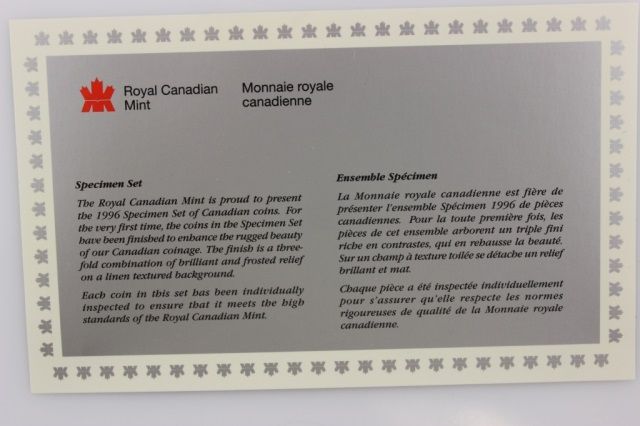 Royal Canadian
Mint
Monnaie royale
canadienne
Specimen Set
The Royal Canadian Mint is proud to present
the 1996 Specimen Set of Canadian coins. For
the very first time, the coins in the Specimen Set
have been finished to enhance the rugged beauty
of our Canadian coinage. The finish is a three-
fold combination of brilliant and frosted relief
on a linen textured background.
Each coin in this set has been individually
inspected to ensure that it meets the high
standards of the Royal Canadian Mint.
Ensemble Spécimen
La Monnaie royale canadienne est fière de
présenter l'ensemble Spécimen 1996 de pièces
canadiennes. Pour la toute première fois, les
pièces de cet ensemble arborent un triple fini
riche en contrastes, qui en rehausse la beauté.
Sur un champ à texture toilée se détache un relief
brillant et mat.
Chaque pièce a été inspectée individuellement
pour s'assurer qu'elle respecte les normes
rigoureuses de qualité de la Monnaie royale
canadienne.